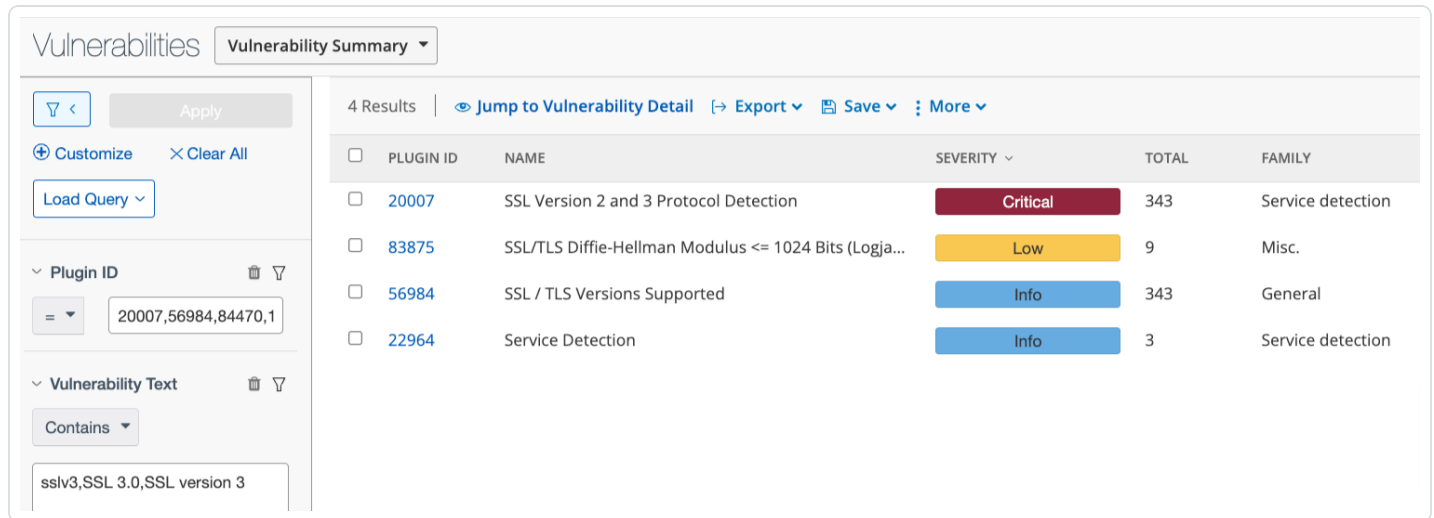 Vulnerabilities Vulnerability Summary
Apply
4 Results Jump to Vulnerability Detail Export Save More
Customize Clear All
Load Query
PLUGIN ID NAME SEVERITY TOTAL FAMILY
20007 SSL Version 2 and 3 Protocol Detection Critical 343 Service detection
83875 SSL/TLS Diffie-Hellman Modulus <= 1024 Bits (Logja... Low 9 Misc.
56984 SSL / TLS Versions Supported Info 343 General
22964 Service Detection Info 3 Service detection
Plugin ID
= 20007,56984,84470,1
Vulnerability Text
Contains
sslv3,SSL 3.0,SSL version 3